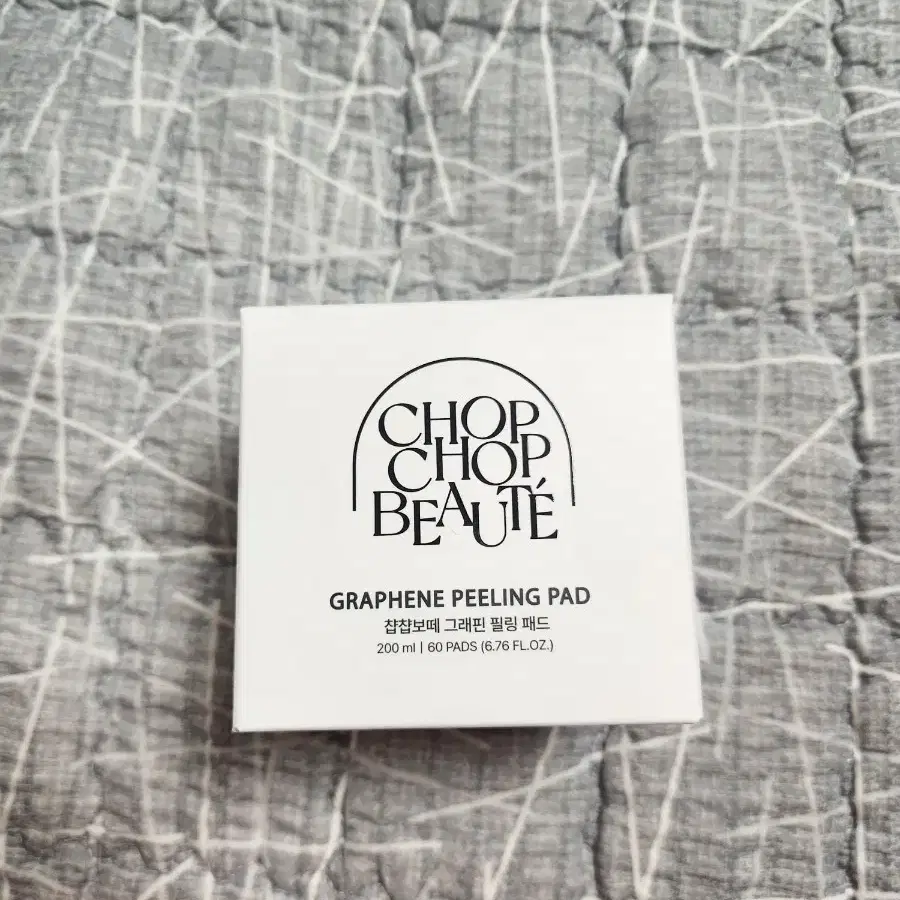 CHOP
CHOP
BEAUTÉ
GRAPHENE PEELING PAD
챱챱보떼 그래핀 필링 패드
200 ml | 60 PADS (6.76 FL.OZ.)